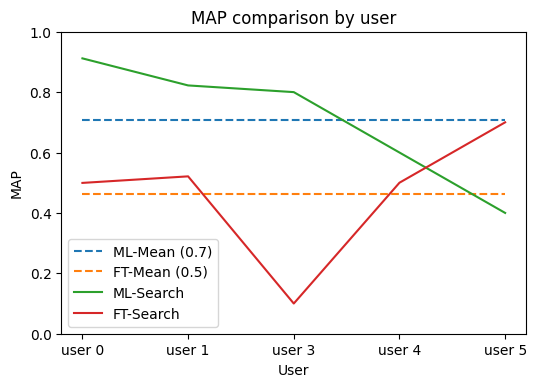 MAP comparison by user
1.0
0.8
0.6
0.4
0.2
0.0
MAP
ML-Mean (0.7)
FT-Mean (0.5)
ML-Search
FT-Search
user 0 user 1 user 3 user 4 user 5
User